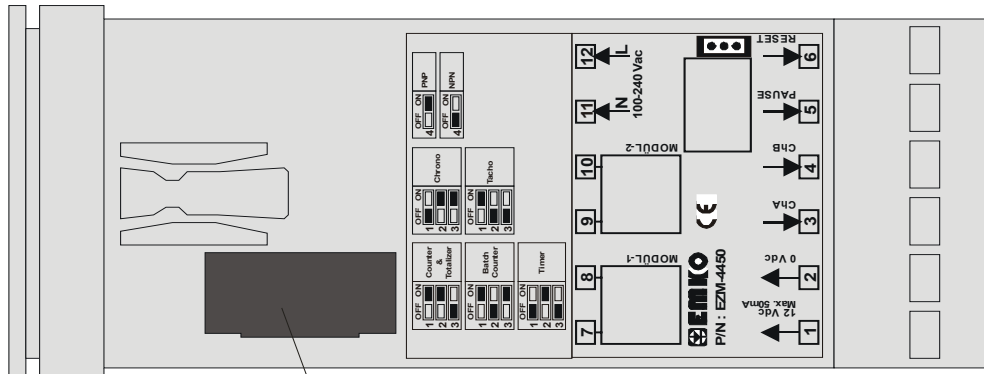 PNP
OFF ON
4
NPN
OFF ON
4
Chrono
OFF ON
1
2
3
Tacho
OFF ON
1
2
3
Counter
&
Totalizer
OFF ON
1
2
3
Batch
Counter
OFF ON
1
2
3
Timer
OFF ON
1
2
3
12
L
11
N
100-240 Vac
10
9
MODÜL-2
8
7
MODÜL-1
EMKO
P/N : EZM-4450
CE
RESET
6
PAUSE
5
ChB
4
ChA
3
0 Vdc
2
12 Vdc
Max. 50mA
1